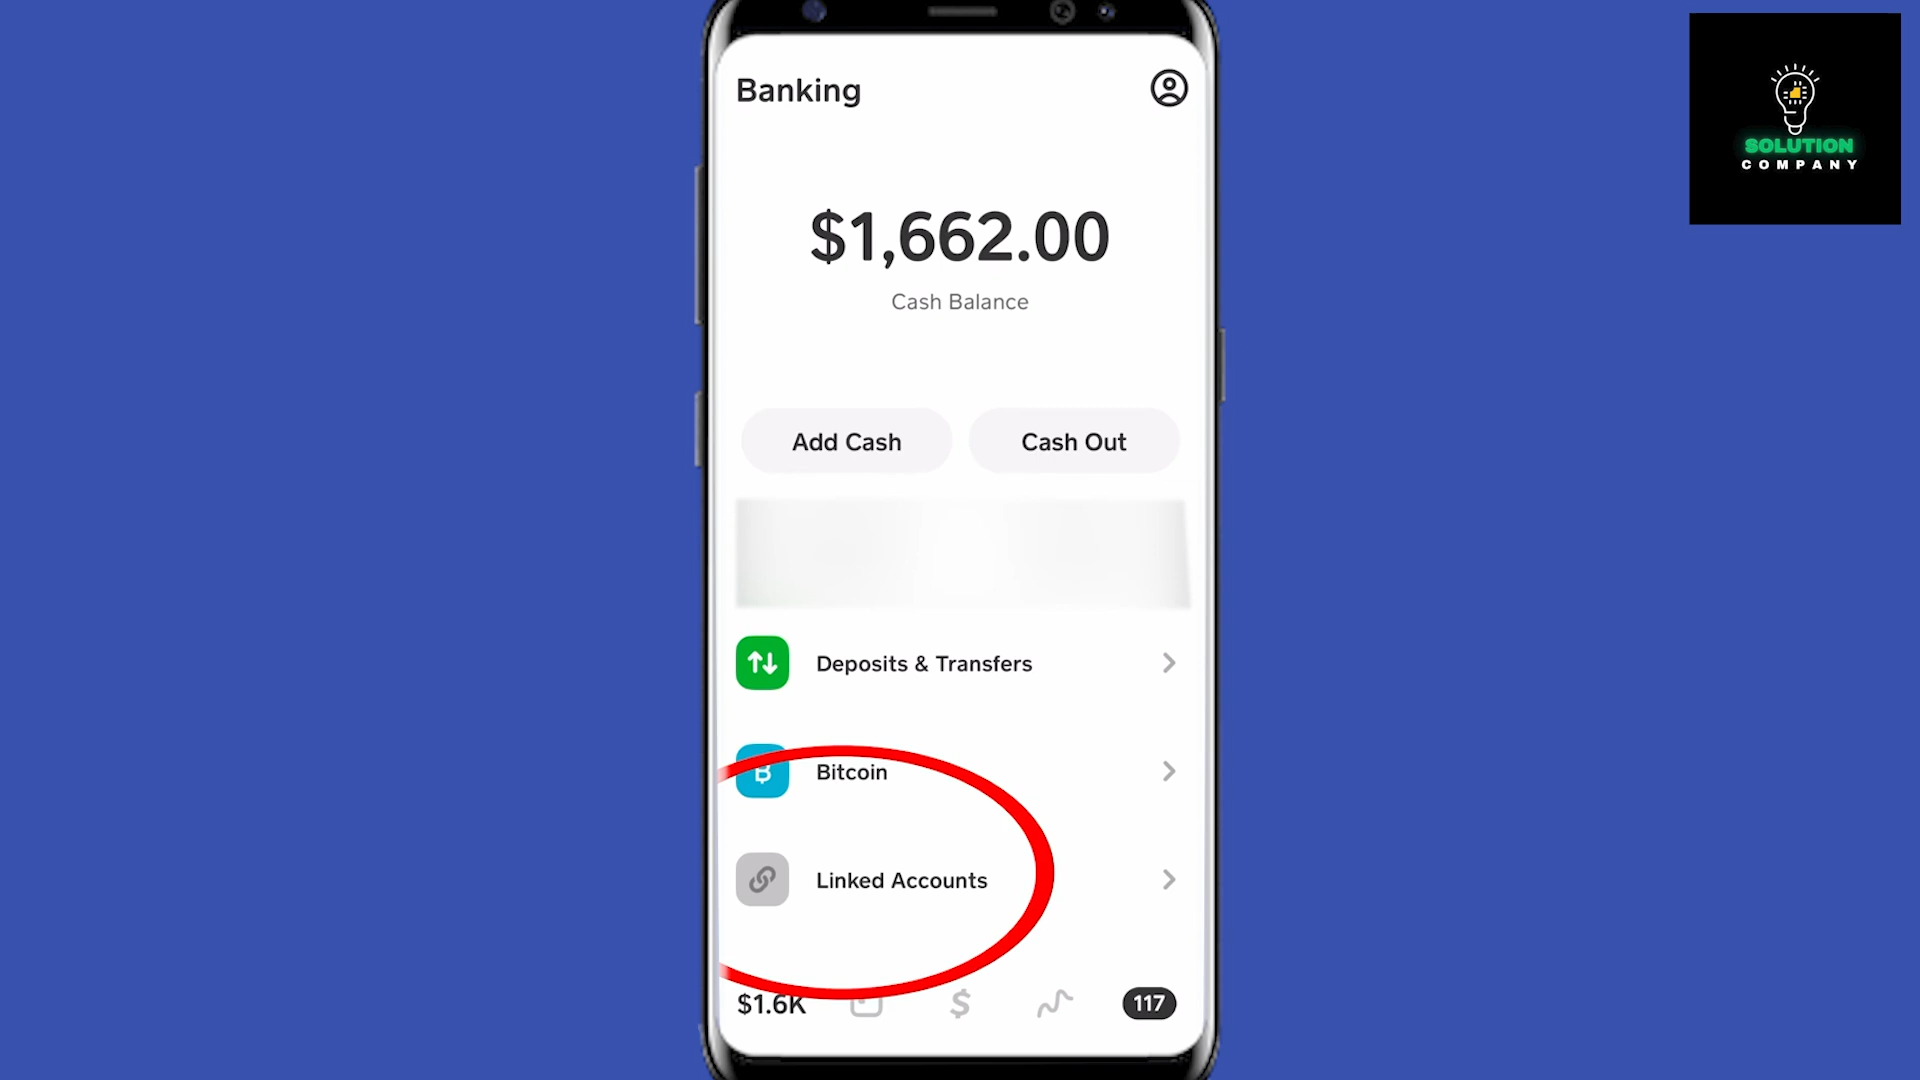 Banking
SOLUTION
COMPANY
$1,662.00
Cash Balance
Add Cash
Cash Out
Deposits & Transfers
Bitcoin
Linked Accounts
$1.6K
$
117